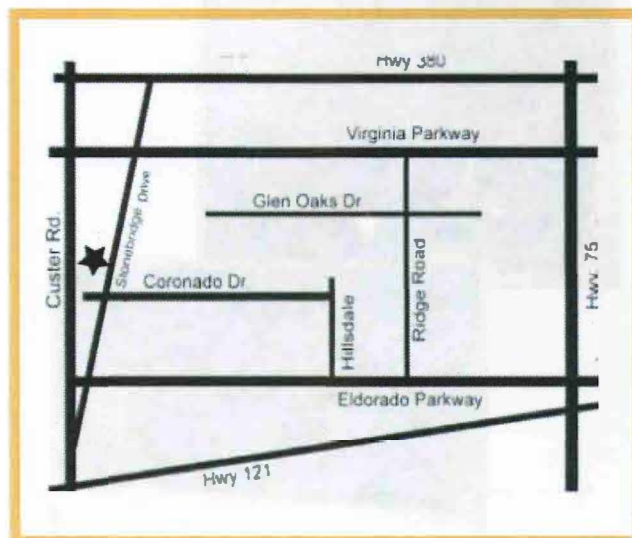 Hwy 380
Virginia Parkway
Glen Oaks Dr
Stonebridge Drive
Custer Rd.
Coronado Dr
Hillsdale
Ridge Road
Hwy. 75
Eldorado Parkway
Hwy 121